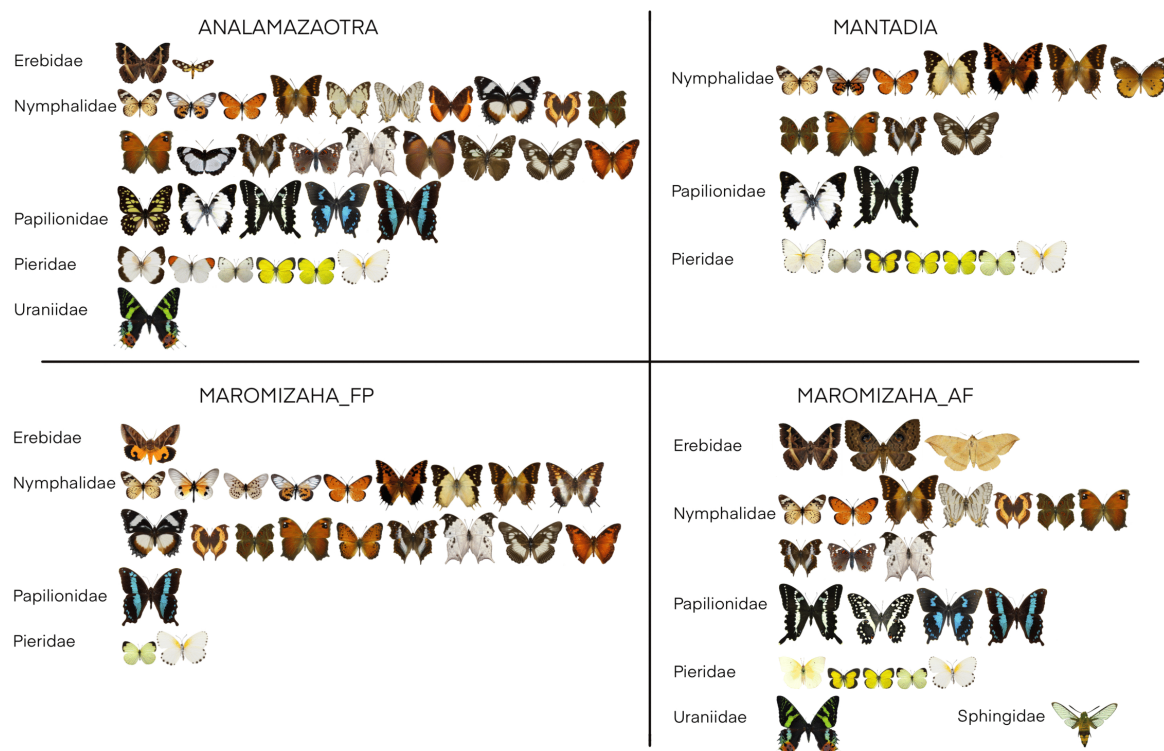 ANALAMAZAOTRA
Erebidae
Nymphalidae
Papilionidae
Pieridae
Uraniidae
MANTADIA
Nymphalidae
Papilionidae
Pieridae
MAROMIZAHA_FP
Erebidae
Nymphalidae
Papilionidae
Pieridae
MAROMIZAHA_AF
Erebidae
Nymphalidae
Papilionidae
Pieridae
Uraniidae Sphingidae